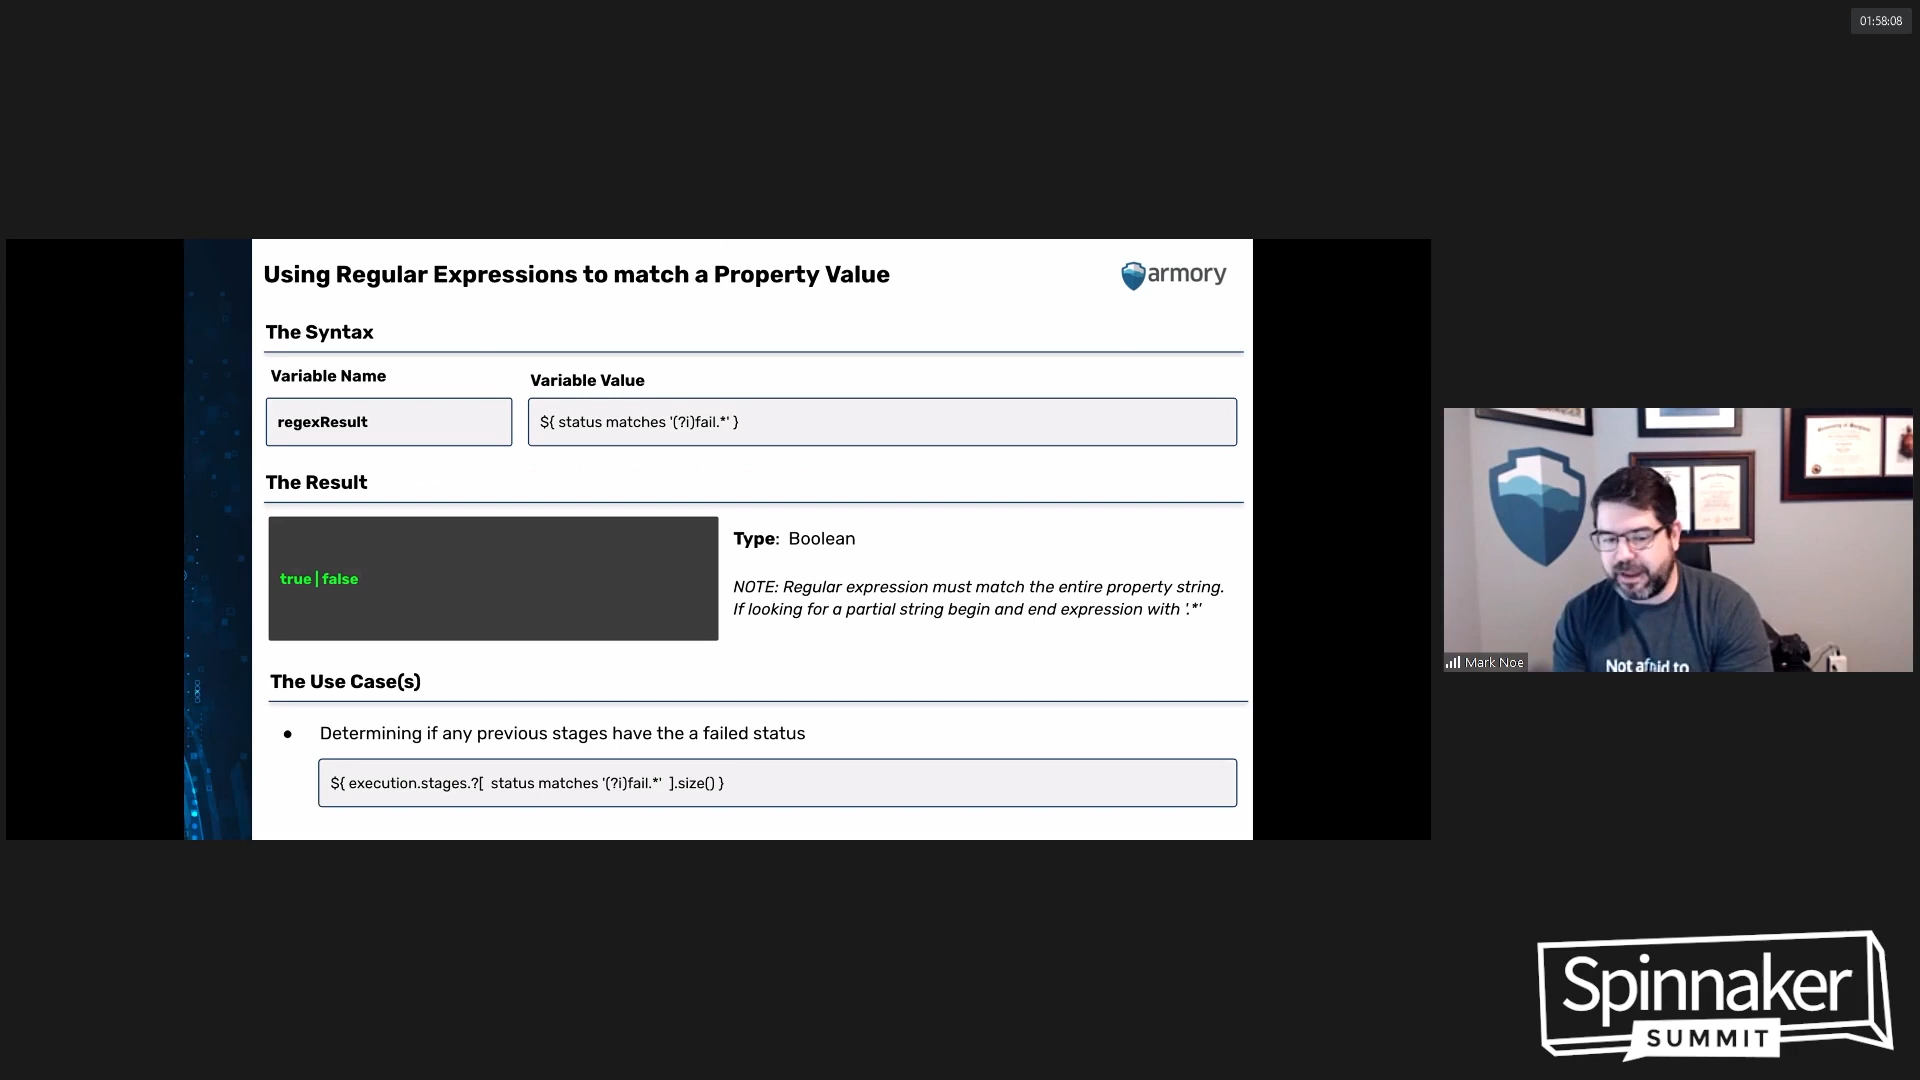 01:58:08
Using Regular Expressions to match a Property Value
armory
The Syntax
Variable Name
Variable Value
regexResult
${ status matches '(?i)fail.*' }
The Result
true | false
Type: Boolean
NOTE: Regular expression must match the entire property string.
If looking for a partial string begin and end expression with '.*'
The Use Case(s)
● Determining if any previous stages have the a failed status
${ execution.stages.?[ status matches '(?i)fail.*' ].size() }
Not afraid to
Mark Noe
Spinnaker
SUMMIT